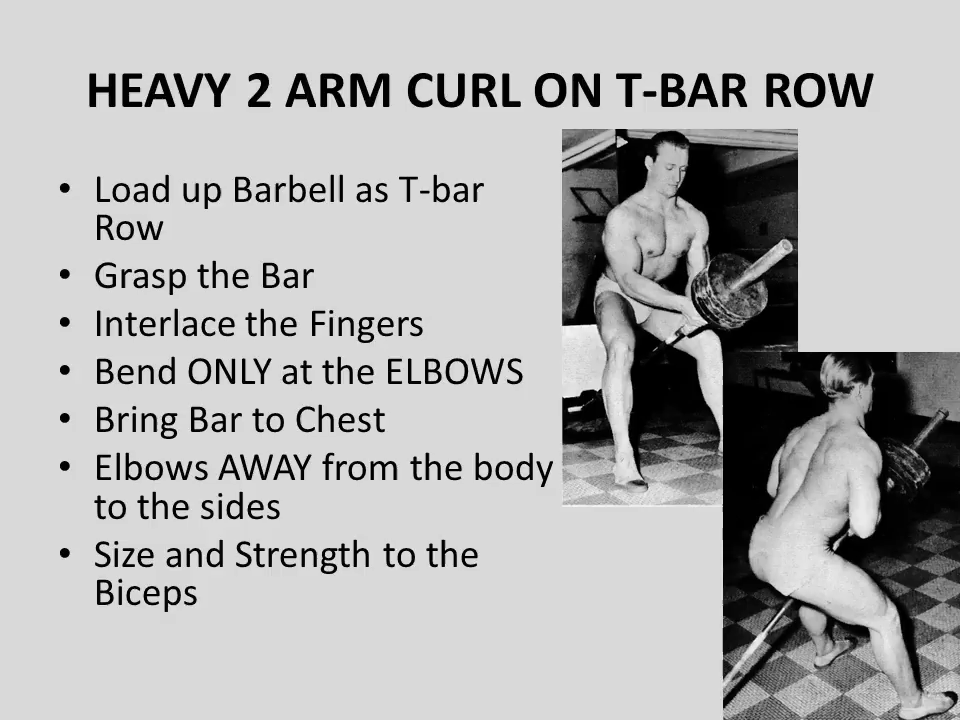 HEAVY 2 ARM CURL ON T-BAR ROW
• Load up Barbell as T-bar
Row
• Grasp the Bar
• Interlace the Fingers
• Bend ONLY at the ELBOWS
• Bring Bar to Chest
• Elbows AWAY from the body
to the sides
• Size and Strength to the
Biceps